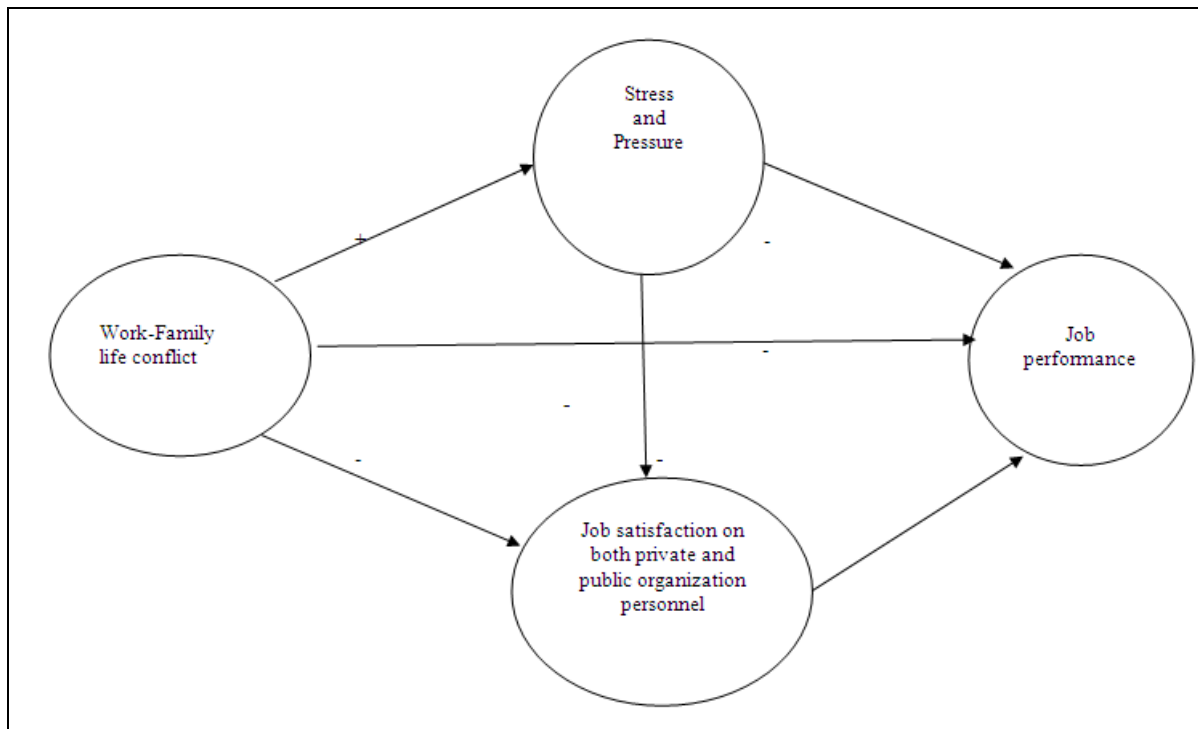 Stress
and
Pressure
+
-
Work-Family
life conflict
-
Job
performance
-
-
-
Job satisfaction on
both private and
public organization
personnel